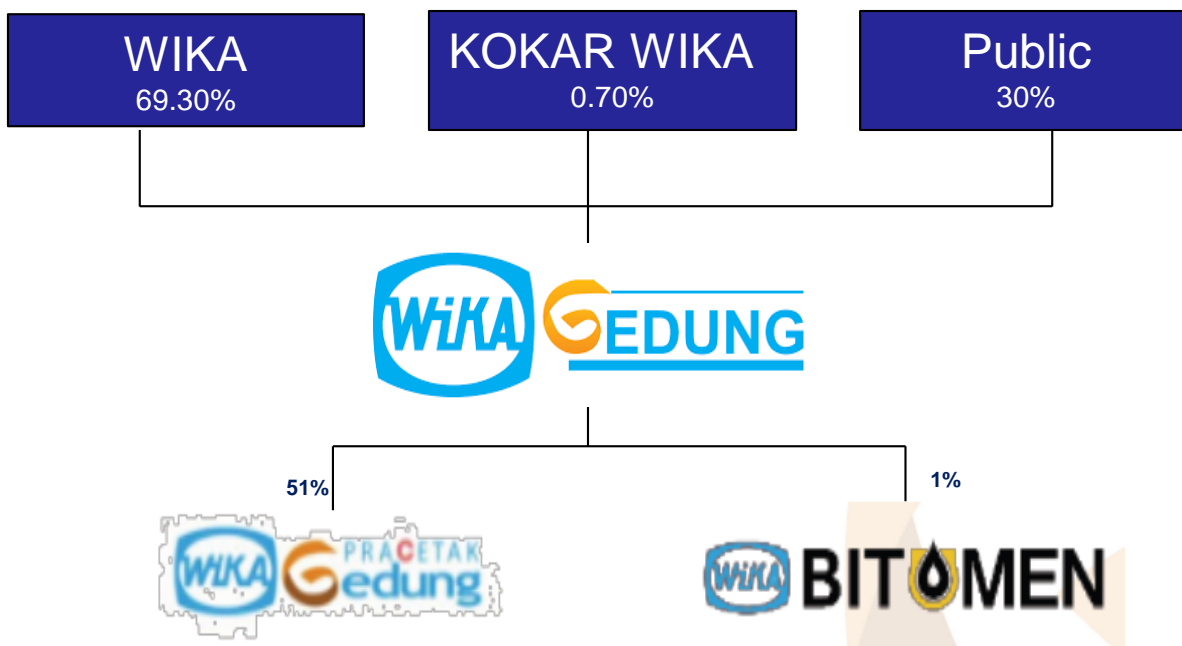 WIKA
69.30%
KOKAR WIKA
0.70%
Public
30%
WiKA GEDUNG
51%
1%
WiKA PRACETAK
Gedung
WiKA BITUMEN